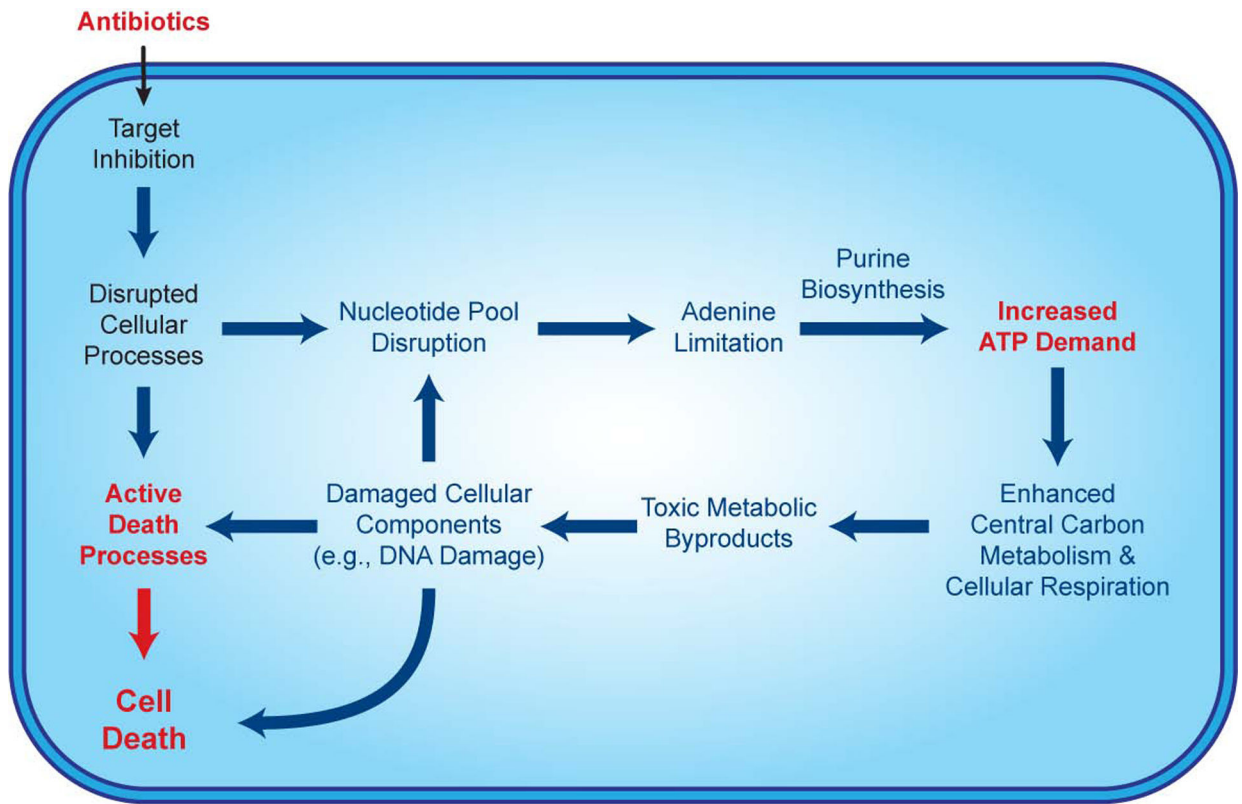 Antibiotics
Target
Inhibition
Disrupted
Cellular
Processes
Nucleotide Pool
Disruption
Adenine
Limitation
Purine
Biosynthesis
Increased
ATP Demand
Active
Death
Processes
Damaged Cellular
Components
(e.g., DNA Damage)
Toxic Metabolic
Byproducts
Enhanced
Central Carbon
Metabolism &
Cellular Respiration
Cell
Death